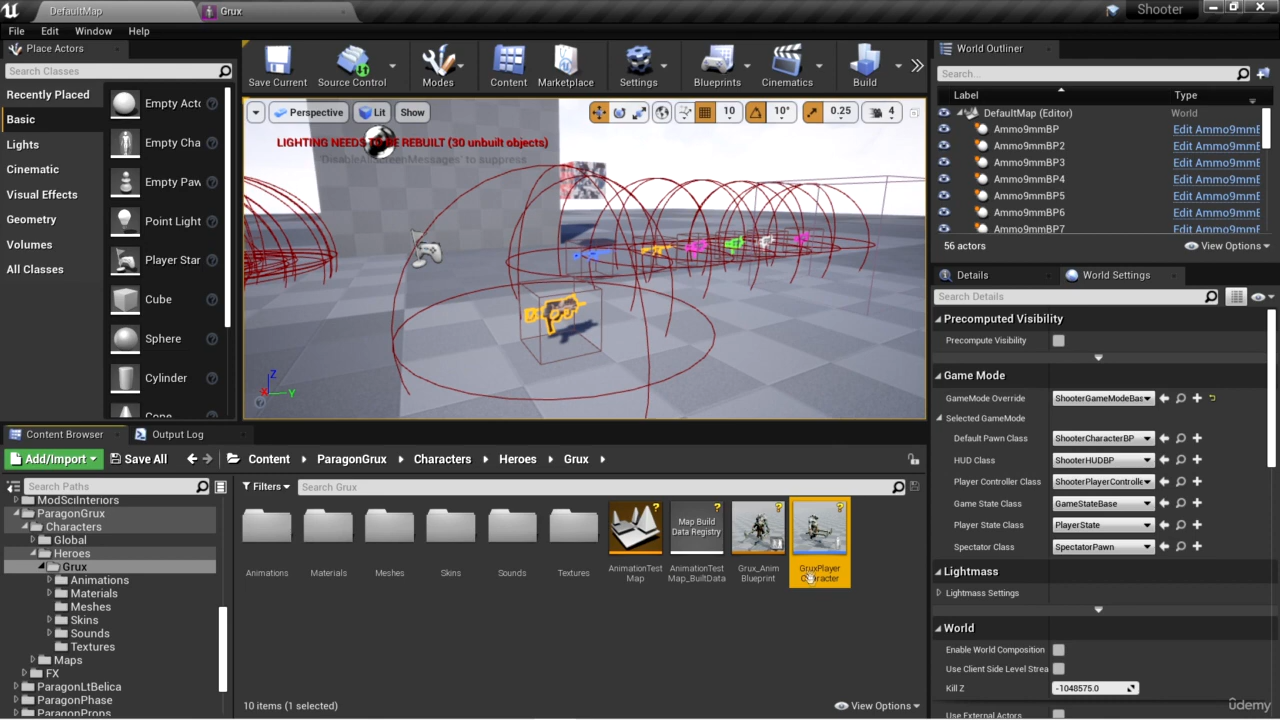 DefaultMap
Grux
Shooter
File Edit Window Help
Place Actors
Search Classes
Recently Placed
Basic
Lights
Cinematic
Visual Effects
Geometry
Volumes
All Classes
Empty Acto
Empty Cha
Empty Paw
Point Light
Player Star
Cube
Sphere
Cylinder
Cone
Save Current
Source Control
Modes
Content
Marketplace
Settings
Blueprints
Cinematics
Build
Perspective
Lit
Show
10
10°
0.25
4
LIGHTING NEEDS TO BE REBUILT (30 unbuilt objects)
'DisableAllScreenMessages' to suppress
Z
X
Y
World Outliner
Search...
Label Type
DefaultMap (Editor) World
Ammo9mmBP Edit Ammo9mmE
Ammo9mmBP2 Edit Ammo9mmE
Ammo9mmBP3 Edit Ammo9mmE
Ammo9mmBP4 Edit Ammo9mmE
Ammo9mmBP5 Edit Ammo9mmE
Ammo9mmBP6 Edit Ammo9mmE
Ammo9mmBP7 Edit Ammo9mmE
56 actors
View Options
Details
World Settings
Search Details
Precomputed Visibility
Precompute Visibility
Game Mode
GameMode Override ShooterGameModeBas
Selected GameMode
Default Pawn Class ShooterCharacterBP
HUD Class ShooterHUDBP
Player Controller Class ShooterPlayerControlle
Game State Class GameStateBase
Player State Class PlayerState
Spectator Class SpectatorPawn
Lightmass
Lightmass Settings
World
Enable World Composition
Use Client Side Level Strea
Kill Z -1048575.0
Use External Actors
Content Browser
Output Log
Add/Import
Save All
Content ParagonGrux Characters Heroes Grux
Search Paths
Filters
Search Grux
ModSciInteriors
ParagonGrux
Characters
Global
Heroes
Grux
Animations
Materials
Meshes
Skins
Sounds
Textures
Maps
FX
ParagonLtBelica
ParagonPhase
ParagonProps
Animations
Materials
Meshes
Skins
Sounds
Textures
AnimationTest
Map
Map Build
Data Registry
AnimationTest
Map_BuiltData
Grux_Anim
Blueprint
GruxPlayer
Character
10 items (1 selected)
View Options
udemy